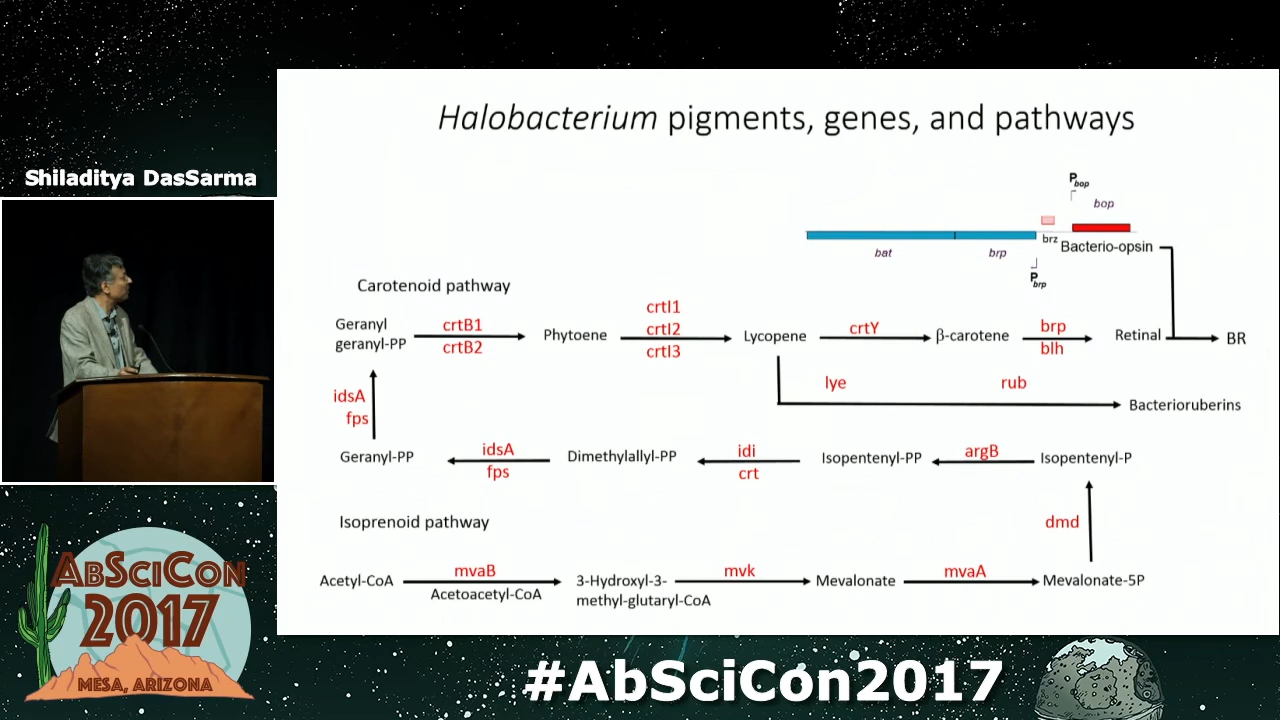 Halobacterium pigments, genes, and pathways
Shiladitya DasSarma
Pbop
bop
bat
brp
brz
Bacterio-opsin
Pbrp
Carotenoid pathway
Geranyl
geranyl-PP
crtB1
crtB2
Phytoene
crtI1
crtI2
crtI3
Lycopene
crtY
β-carotene
brp
blh
Retinal
BR
lye
rub
Bacterioruberins
idsA
fps
Geranyl-PP
idsA
fps
Dimethylallyl-PP
idi
crt
Isopentenyl-PP
argB
Isopentenyl-P
dmd
Isoprenoid pathway
Acetyl-CoA
mvaB
Acetoacetyl-CoA
3-Hydroxyl-3-
methyl-glutaryl-CoA
mvk
Mevalonate
mvaA
Mevalonate-5P
AbSciCon
2017
MESA, ARIZONA
#AbSciCon2017